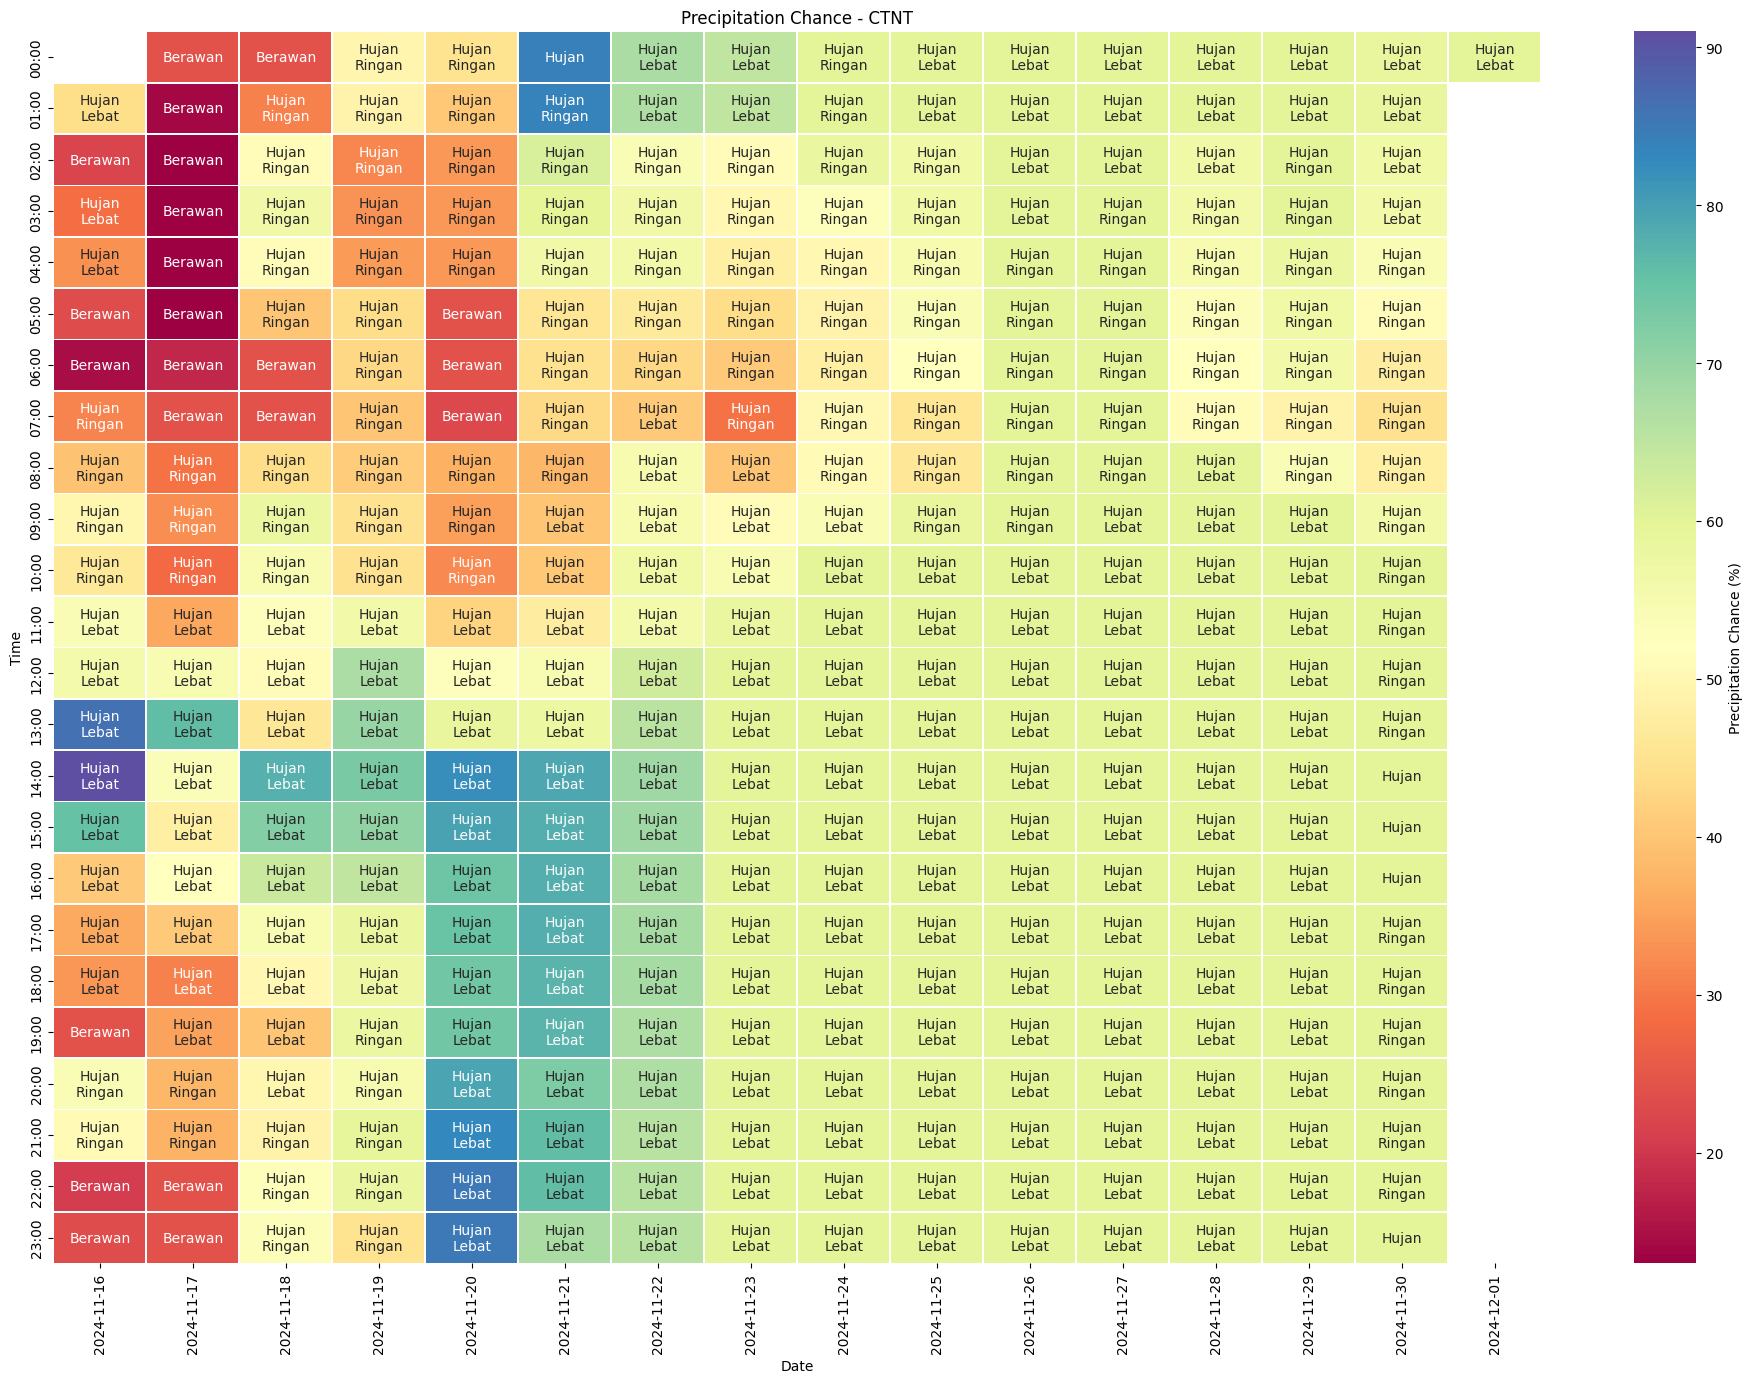 Precipitation Chance - CTNT
00:00 Berawan Berawan Hujan Ringan Hujan Ringan Hujan Hujan Lebat Hujan Lebat Hujan Ringan Hujan Lebat Hujan Lebat Hujan Lebat Hujan Lebat Hujan Lebat Hujan Lebat Hujan Lebat
01:00 Hujan Lebat Berawan Hujan Ringan Hujan Ringan Hujan Ringan Hujan Ringan Hujan Lebat Hujan Lebat Hujan Ringan Hujan Lebat Hujan Lebat Hujan Lebat Hujan Lebat Hujan Lebat Hujan Lebat
02:00 Berawan Berawan Hujan Ringan Hujan Ringan Hujan Ringan Hujan Ringan Hujan Ringan Hujan Ringan Hujan Ringan Hujan Ringan Hujan Lebat Hujan Lebat Hujan Lebat Hujan Ringan Hujan Lebat
03:00 Hujan Lebat Berawan Hujan Ringan Hujan Ringan Hujan Ringan Hujan Ringan Hujan Ringan Hujan Ringan Hujan Ringan Hujan Ringan Hujan Lebat Hujan Ringan Hujan Ringan Hujan Ringan Hujan Lebat
04:00 Hujan Lebat Berawan Hujan Ringan Hujan Ringan Hujan Ringan Hujan Ringan Hujan Ringan Hujan Ringan Hujan Ringan Hujan Ringan Hujan Ringan Hujan Ringan Hujan Ringan Hujan Ringan Hujan Ringan
05:00 Berawan Berawan Hujan Ringan Hujan Ringan Berawan Hujan Ringan Hujan Ringan Hujan Ringan Hujan Ringan Hujan Ringan Hujan Ringan Hujan Ringan Hujan Ringan Hujan Ringan Hujan Ringan
06:00 Berawan Berawan Berawan Hujan Ringan Berawan Hujan Ringan Hujan Ringan Hujan Ringan Hujan Ringan Hujan Ringan Hujan Ringan Hujan Ringan Hujan Ringan Hujan Ringan Hujan Ringan
07:00 Hujan Ringan Berawan Berawan Hujan Ringan Berawan Hujan Ringan Hujan Lebat Hujan Ringan Hujan Ringan Hujan Ringan Hujan Ringan Hujan Ringan Hujan Ringan Hujan Ringan Hujan Ringan
08:00 Hujan Ringan Hujan Ringan Hujan Ringan Hujan Ringan Hujan Ringan Hujan Ringan Hujan Lebat Hujan Lebat Hujan Ringan Hujan Ringan Hujan Ringan Hujan Ringan Hujan Lebat Hujan Ringan Hujan Ringan
09:00 Hujan Ringan Hujan Ringan Hujan Ringan Hujan Ringan Hujan Ringan Hujan Lebat Hujan Lebat Hujan Lebat Hujan Lebat Hujan Ringan Hujan Ringan Hujan Lebat Hujan Lebat Hujan Lebat Hujan Ringan
10:00 Hujan Ringan Hujan Ringan Hujan Ringan Hujan Ringan Hujan Ringan Hujan Lebat Hujan Lebat Hujan Lebat Hujan Lebat Hujan Lebat Hujan Lebat Hujan Lebat Hujan Lebat Hujan Lebat Hujan Ringan
11:00 Hujan Lebat Hujan Lebat Hujan Lebat Hujan Lebat Hujan Lebat Hujan Lebat Hujan Lebat Hujan Lebat Hujan Lebat Hujan Lebat Hujan Lebat Hujan Lebat Hujan Lebat Hujan Lebat Hujan Ringan
12:00 Hujan Lebat Hujan Lebat Hujan Lebat Hujan Lebat Hujan Lebat Hujan Lebat Hujan Lebat Hujan Lebat Hujan Lebat Hujan Lebat Hujan Lebat Hujan Lebat Hujan Lebat Hujan Lebat Hujan Ringan
13:00 Hujan Lebat Hujan Lebat Hujan Lebat Hujan Lebat Hujan Lebat Hujan Lebat Hujan Lebat Hujan Lebat Hujan Lebat Hujan Lebat Hujan Lebat Hujan Lebat Hujan Lebat Hujan Lebat Hujan Ringan
14:00 Hujan Lebat Hujan Lebat Hujan Lebat Hujan Lebat Hujan Lebat Hujan Lebat Hujan Lebat Hujan Lebat Hujan Lebat Hujan Lebat Hujan Lebat Hujan Lebat Hujan Lebat Hujan Lebat Hujan
15:00 Hujan Lebat Hujan Lebat Hujan Lebat Hujan Lebat Hujan Lebat Hujan Lebat Hujan Lebat Hujan Lebat Hujan Lebat Hujan Lebat Hujan Lebat Hujan Lebat Hujan Lebat Hujan Lebat Hujan
16:00 Hujan Lebat Hujan Lebat Hujan Lebat Hujan Lebat Hujan Lebat Hujan Lebat Hujan Lebat Hujan Lebat Hujan Lebat Hujan Lebat Hujan Lebat Hujan Lebat Hujan Lebat Hujan Lebat Hujan
17:00 Hujan Lebat Hujan Lebat Hujan Lebat Hujan Lebat Hujan Lebat Hujan Lebat Hujan Lebat Hujan Lebat Hujan Lebat Hujan Lebat Hujan Lebat Hujan Lebat Hujan Lebat Hujan Lebat Hujan Ringan
18:00 Hujan Lebat Hujan Lebat Hujan Lebat Hujan Lebat Hujan Lebat Hujan Lebat Hujan Lebat Hujan Lebat Hujan Lebat Hujan Lebat Hujan Lebat Hujan Lebat Hujan Lebat Hujan Lebat Hujan Ringan
19:00 Berawan Hujan Lebat Hujan Lebat Hujan Ringan Hujan Lebat Hujan Lebat Hujan Lebat Hujan Lebat Hujan Lebat Hujan Lebat Hujan Lebat Hujan Lebat Hujan Lebat Hujan Lebat Hujan Ringan
20:00 Hujan Ringan Hujan Ringan Hujan Lebat Hujan Ringan Hujan Lebat Hujan Lebat Hujan Lebat Hujan Lebat Hujan Lebat Hujan Lebat Hujan Lebat Hujan Lebat Hujan Lebat Hujan Lebat Hujan Ringan
21:00 Hujan Ringan Hujan Ringan Hujan Ringan Hujan Ringan Hujan Lebat Hujan Lebat Hujan Lebat Hujan Lebat Hujan Lebat Hujan Lebat Hujan Lebat Hujan Lebat Hujan Lebat Hujan Lebat Hujan Ringan
22:00 Berawan Berawan Hujan Ringan Hujan Ringan Hujan Lebat Hujan Lebat Hujan Lebat Hujan Lebat Hujan Lebat Hujan Lebat Hujan Lebat Hujan Lebat Hujan Lebat Hujan Lebat Hujan Ringan
23:00 Berawan Berawan Hujan Ringan Hujan Ringan Hujan Lebat Hujan Lebat Hujan Lebat Hujan Lebat Hujan Lebat Hujan Lebat Hujan Lebat Hujan Lebat Hujan Lebat Hujan Lebat Hujan
Time
2024-11-16 2024-11-17 2024-11-18 2024-11-19 2024-11-20 2024-11-21 2024-11-22 2024-11-23 2024-11-24 2024-11-25 2024-11-26 2024-11-27 2024-11-28 2024-11-29 2024-11-30 2024-12-01
Date
90
80
70
60
50
40
30
20
Precipitation Chance (%)